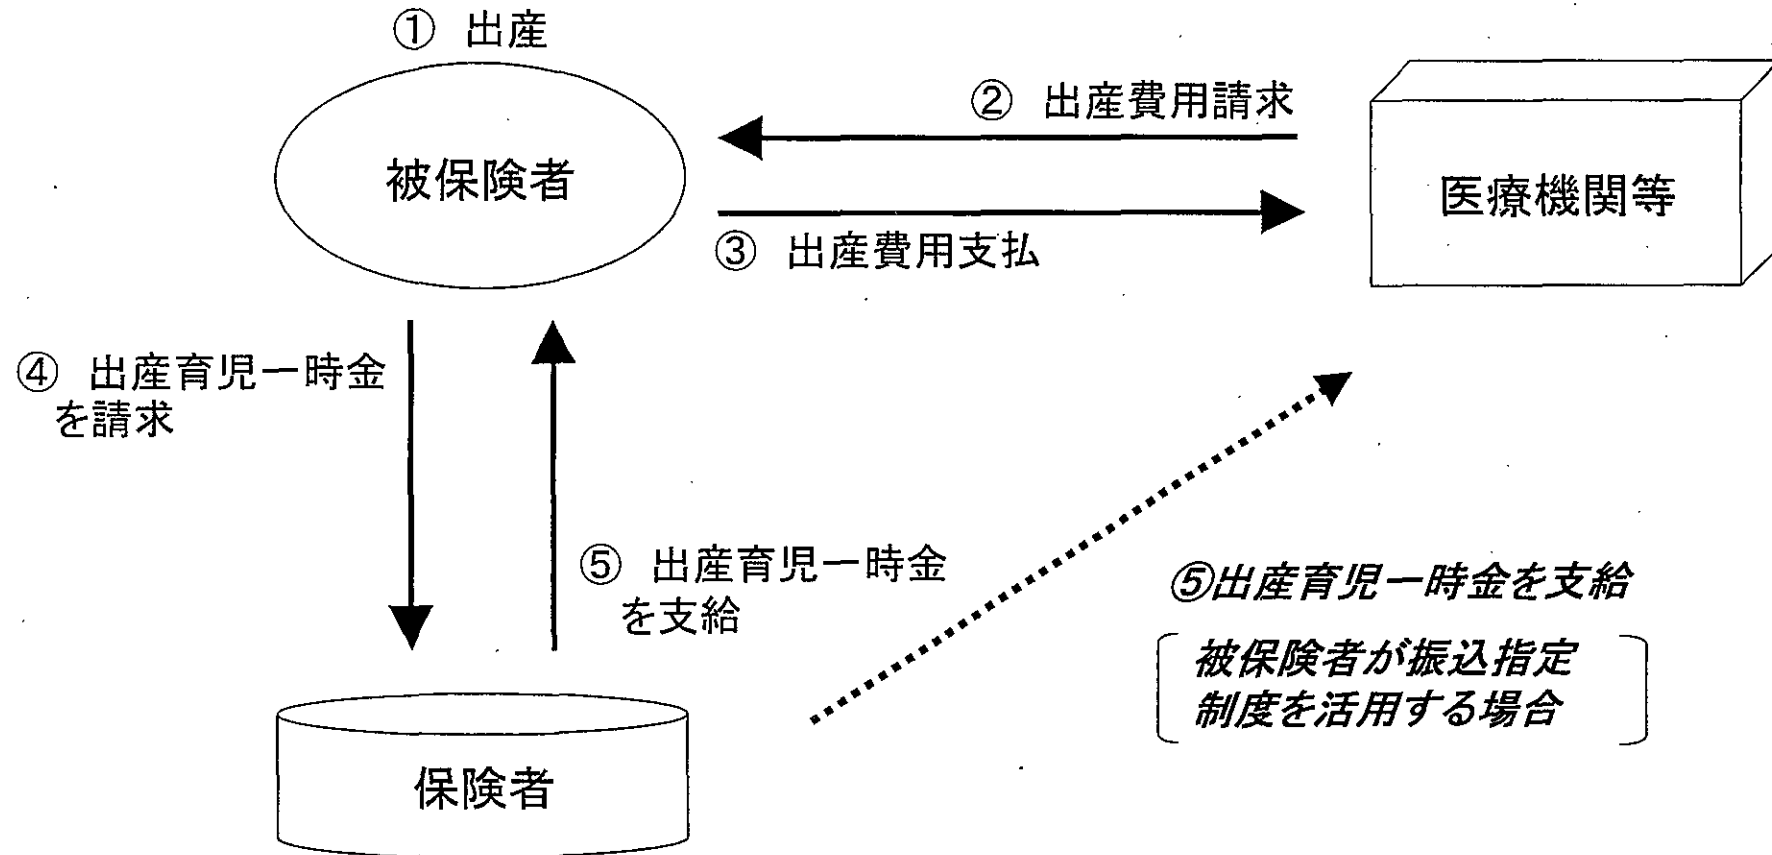 ① 出産
② 出産費用請求
被保険者
医療機関等
③ 出産費用支払
④ 出産育児一時金
を請求
⑤ 出産育児一時金
を支給
⑤出産育児一時金を支給
被保険者が振込指定
制度を活用する場合
保険者